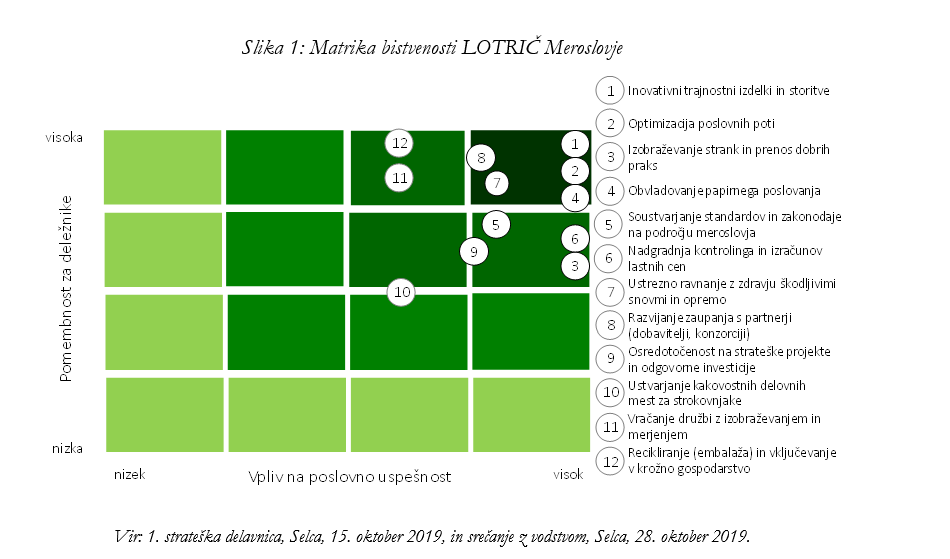 Slika 1: Matrika bistvenosti LOTRIČ Meroslovje
visoka
Pomembnost za deležnike
nizka
12
11
8
7
1
2
4
5
9
6
3
10
nizek
Vpliv na poslovno uspešnost
visok
1 Inovativni trajnostni izdelki in storitve
2 Optimizacija poslovnih poti
3 Izobraževanje strank in prenos dobrih
praks
4 Obvladovanje papirnega poslovanja
5 Soustvarjanje standardov in zakonodaje
na področju meroslovja
6 Nadgradnja kontrolinga in izračunov
lastnih cen
7 Ustrezno ravnanje z zdravju škodljivimi
snovmi in opremo
8 Razvijanje zaupanja s partnerji
(dobavitelji, konzorciji)
9 Osredotočenost na strateške projekte
in odgovorne investicije
10 Ustvarjanje kakovostnih delovnih
mest za strokovnjake
11 Vračanje družbi z izobraževanjem in
merjenjem
12 Recikliranje (embalaža) in vključevanje
v krožno gospodarstvo
Vir: 1. strateška delavnica, Selca, 15. oktober 2019, in srečanje z vodstvom, Selca, 28. oktober 2019.